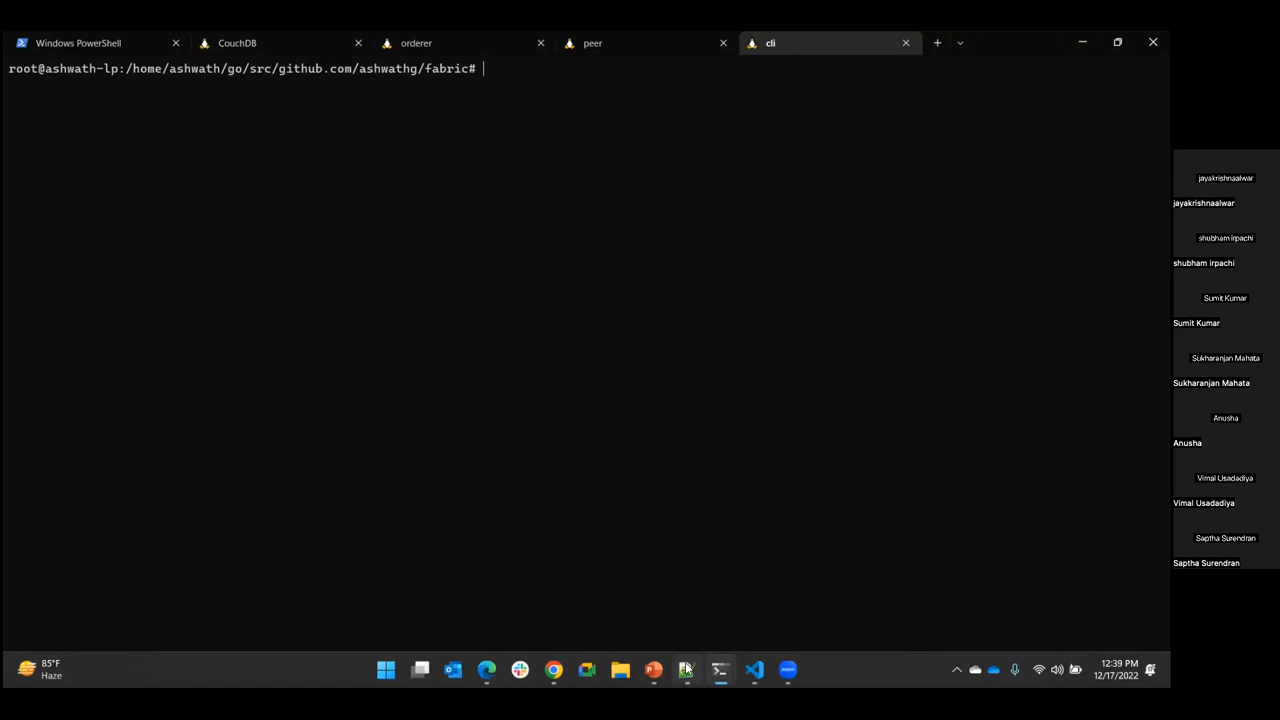 Windows PowerShell
CouchDB
orderer
peer
cli
root@ashwath-lp:/home/ashwath/go/src/github.com/ashwathg/fabric#
jayakrishnaalwar
jayakrishnaalwar
shubham irpachi
shubham irpachi
Sumit Kumar
Sumit Kumar
Sukharanjan Mahata
Sukharanjan Mahata
Anusha
Anusha
Vimal Usadadiya
Vimal Usadadiya
Saptha Surendran
Saptha Surendran
85°F
Haze
12:39 PM
12/17/2022